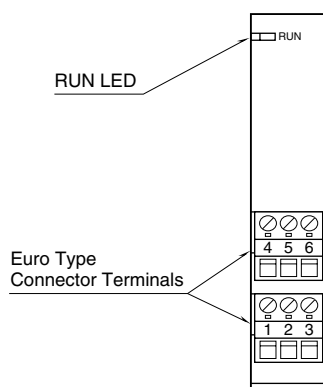 RUN
RUN LED
4 5 6
Euro Type
Connector Terminals
1 2 3